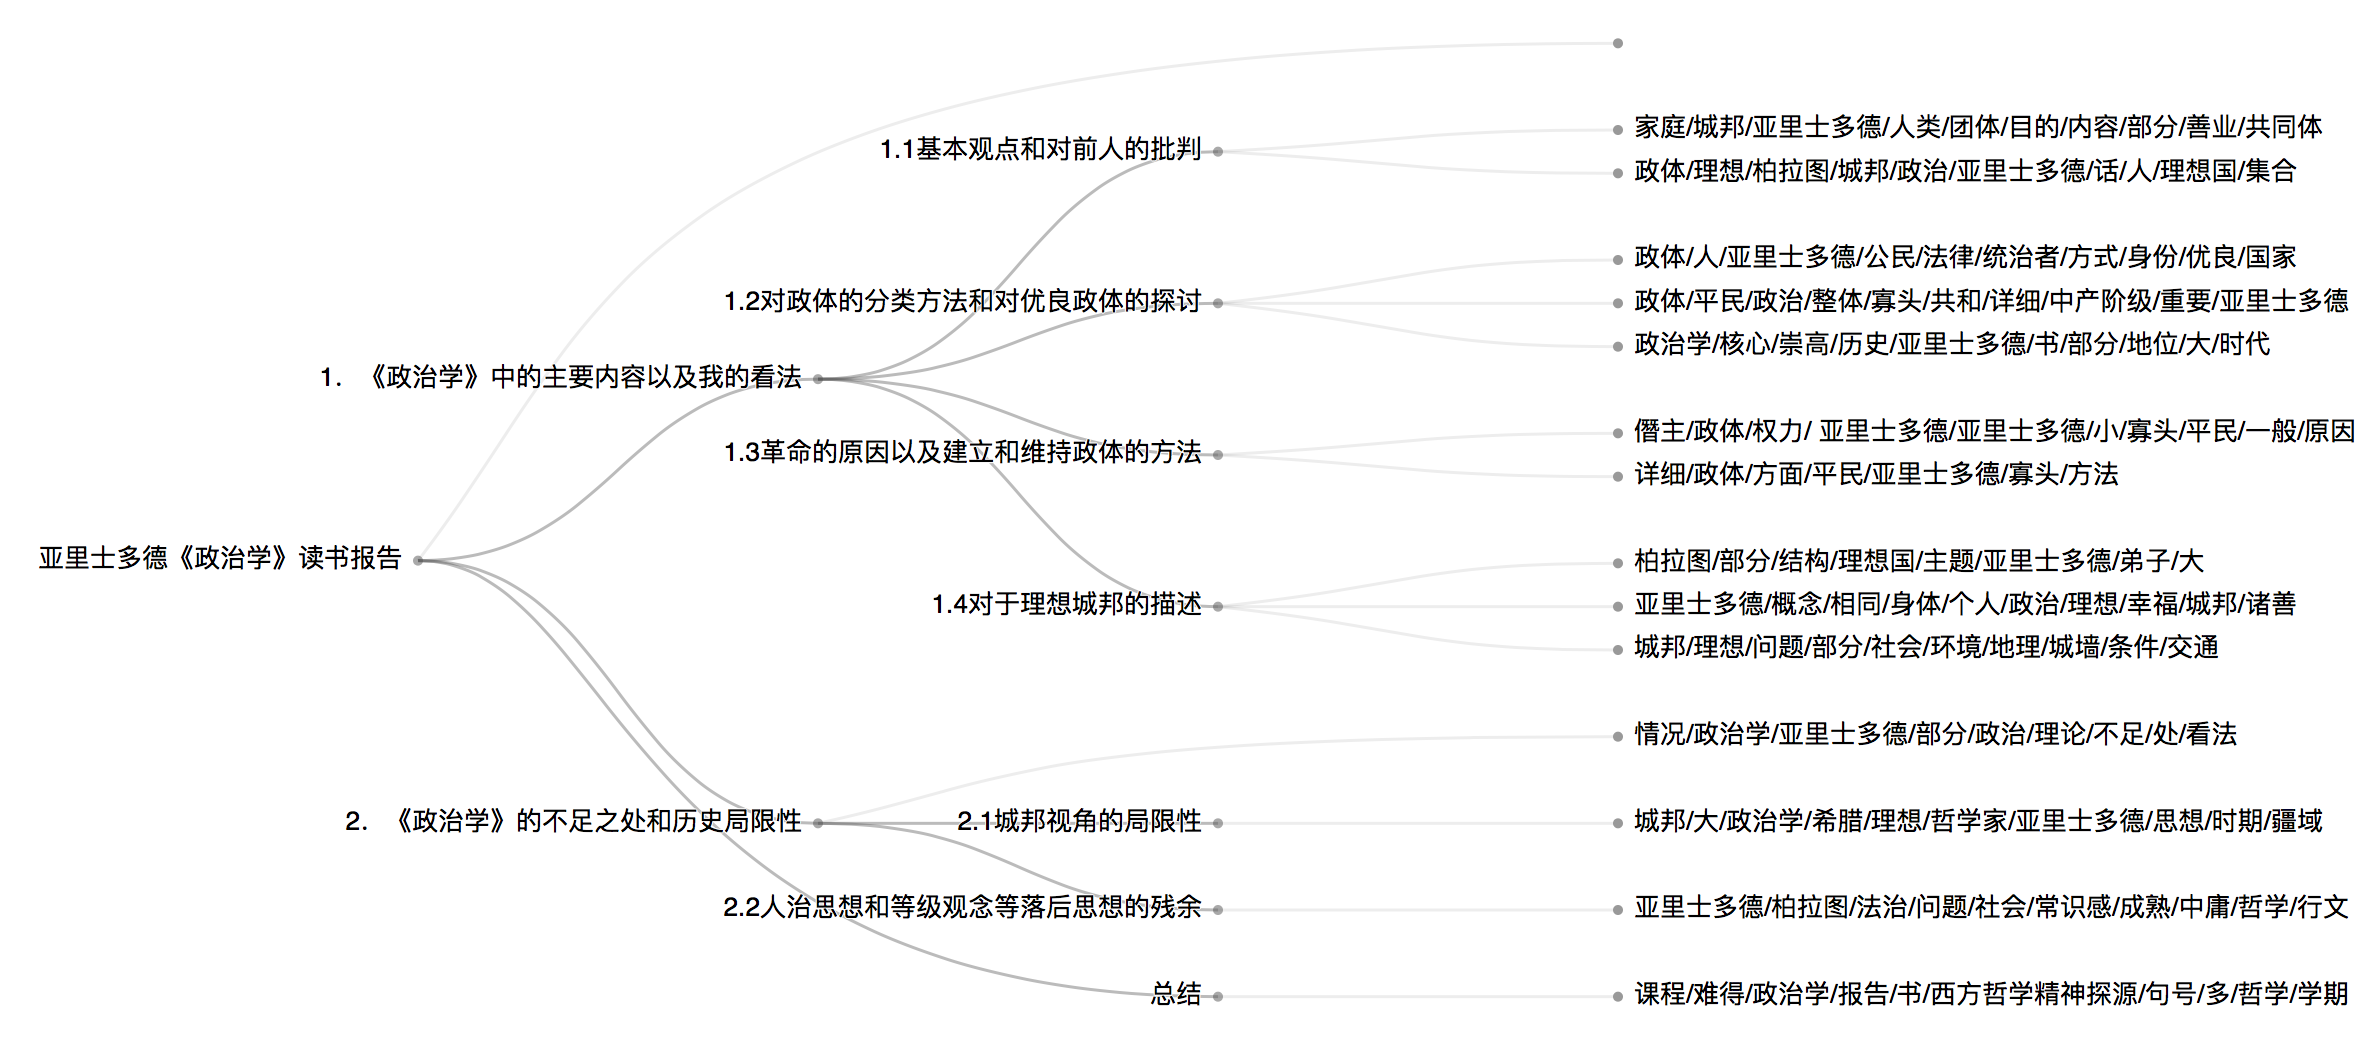 亚里士多德《政治学》读书报告
1. 《政治学》中的主要内容以及我的看法
1.1基本观点和对前人的批判
家庭/城邦/亚里士多德/人类/团体/目的/内容/部分/善业/共同体
政体/理想/柏拉图/城邦/政治/亚里士多德/话/人/理想国/集合
1.2对政体的分类方法和对优良政体的探讨
政体/人/亚里士多德/公民/法律/统治者/方式/身份/优良/国家
政体/平民/政治/整体/寡头/共和/详细/中产阶级/重要/亚里士多德
政治学/核心/崇高/历史/亚里士多德/书/部分/地位/大/时代
1.3革命的原因以及建立和维持政体的方法
僭主/政体/权力/ 亚里士多德/亚里士多德/小/寡头/平民/一般/原因
详细/政体/方面/平民/亚里士多德/寡头/方法
1.4对于理想城邦的描述
柏拉图/部分/结构/理想国/主题/亚里士多德/弟子/大
亚里士多德/概念/相同/身体/个人/政治/理想/幸福/城邦/诸善
城邦/理想/问题/部分/社会/环境/地理/城墙/条件/交通
2. 《政治学》的不足之处和历史局限性
情况/政治学/亚里士多德/部分/政治/理论/不足/处/看法
2.1城邦视角的局限性
城邦/大/政治学/希腊/理想/哲学家/亚里士多德/思想/时期/疆域
2.2人治思想和等级观念等落后思想的残余
亚里士多德/柏拉图/法治/问题/社会/常识感/成熟/中庸/哲学/行文
总结
课程/难得/政治学/报告/书/西方哲学精神探源/句号/多/哲学/学期